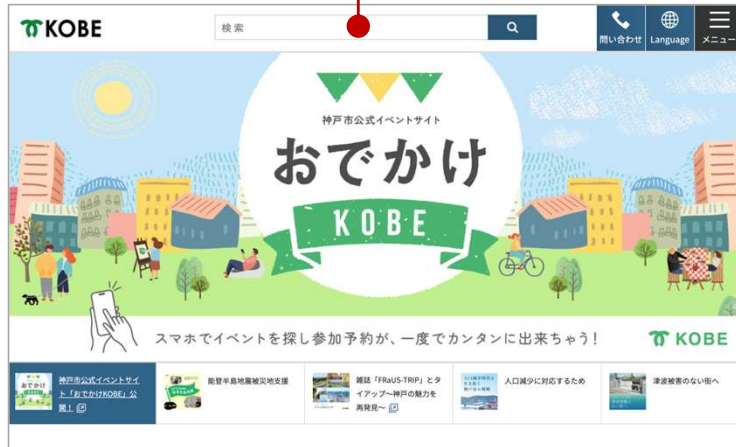 KOBE
検索
問い合わせ
Language
メニュー
神戸市公式イベントサイト
おでかけ
KOBE
スマホでイベントを探し参加予約が、一度でカンタンに出来ちゃう!
KOBE
神戸市公式イベントサイ
ト「おでかけKOBE」公
開!
能登半島地震被災地支援
雑誌「FRaU S-TRIP」とタ
イアップ～神戸の魅力を
再発見～
人口減少に対応するため
津波被害のない街へ